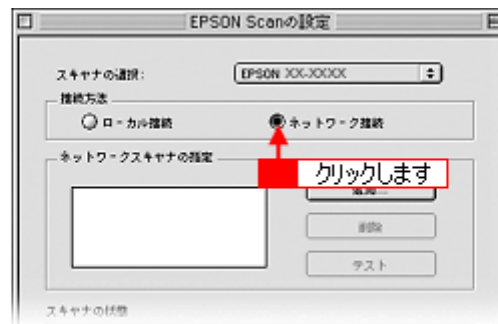 EPSON Scanの設定
スキャナの選択:
EPSON XX-XXXX
接続方法
ローカル接続
ネットワーク接続
ネットワークスキャナの指定
クリックします
追加...
削除
テスト
スキャナの状態